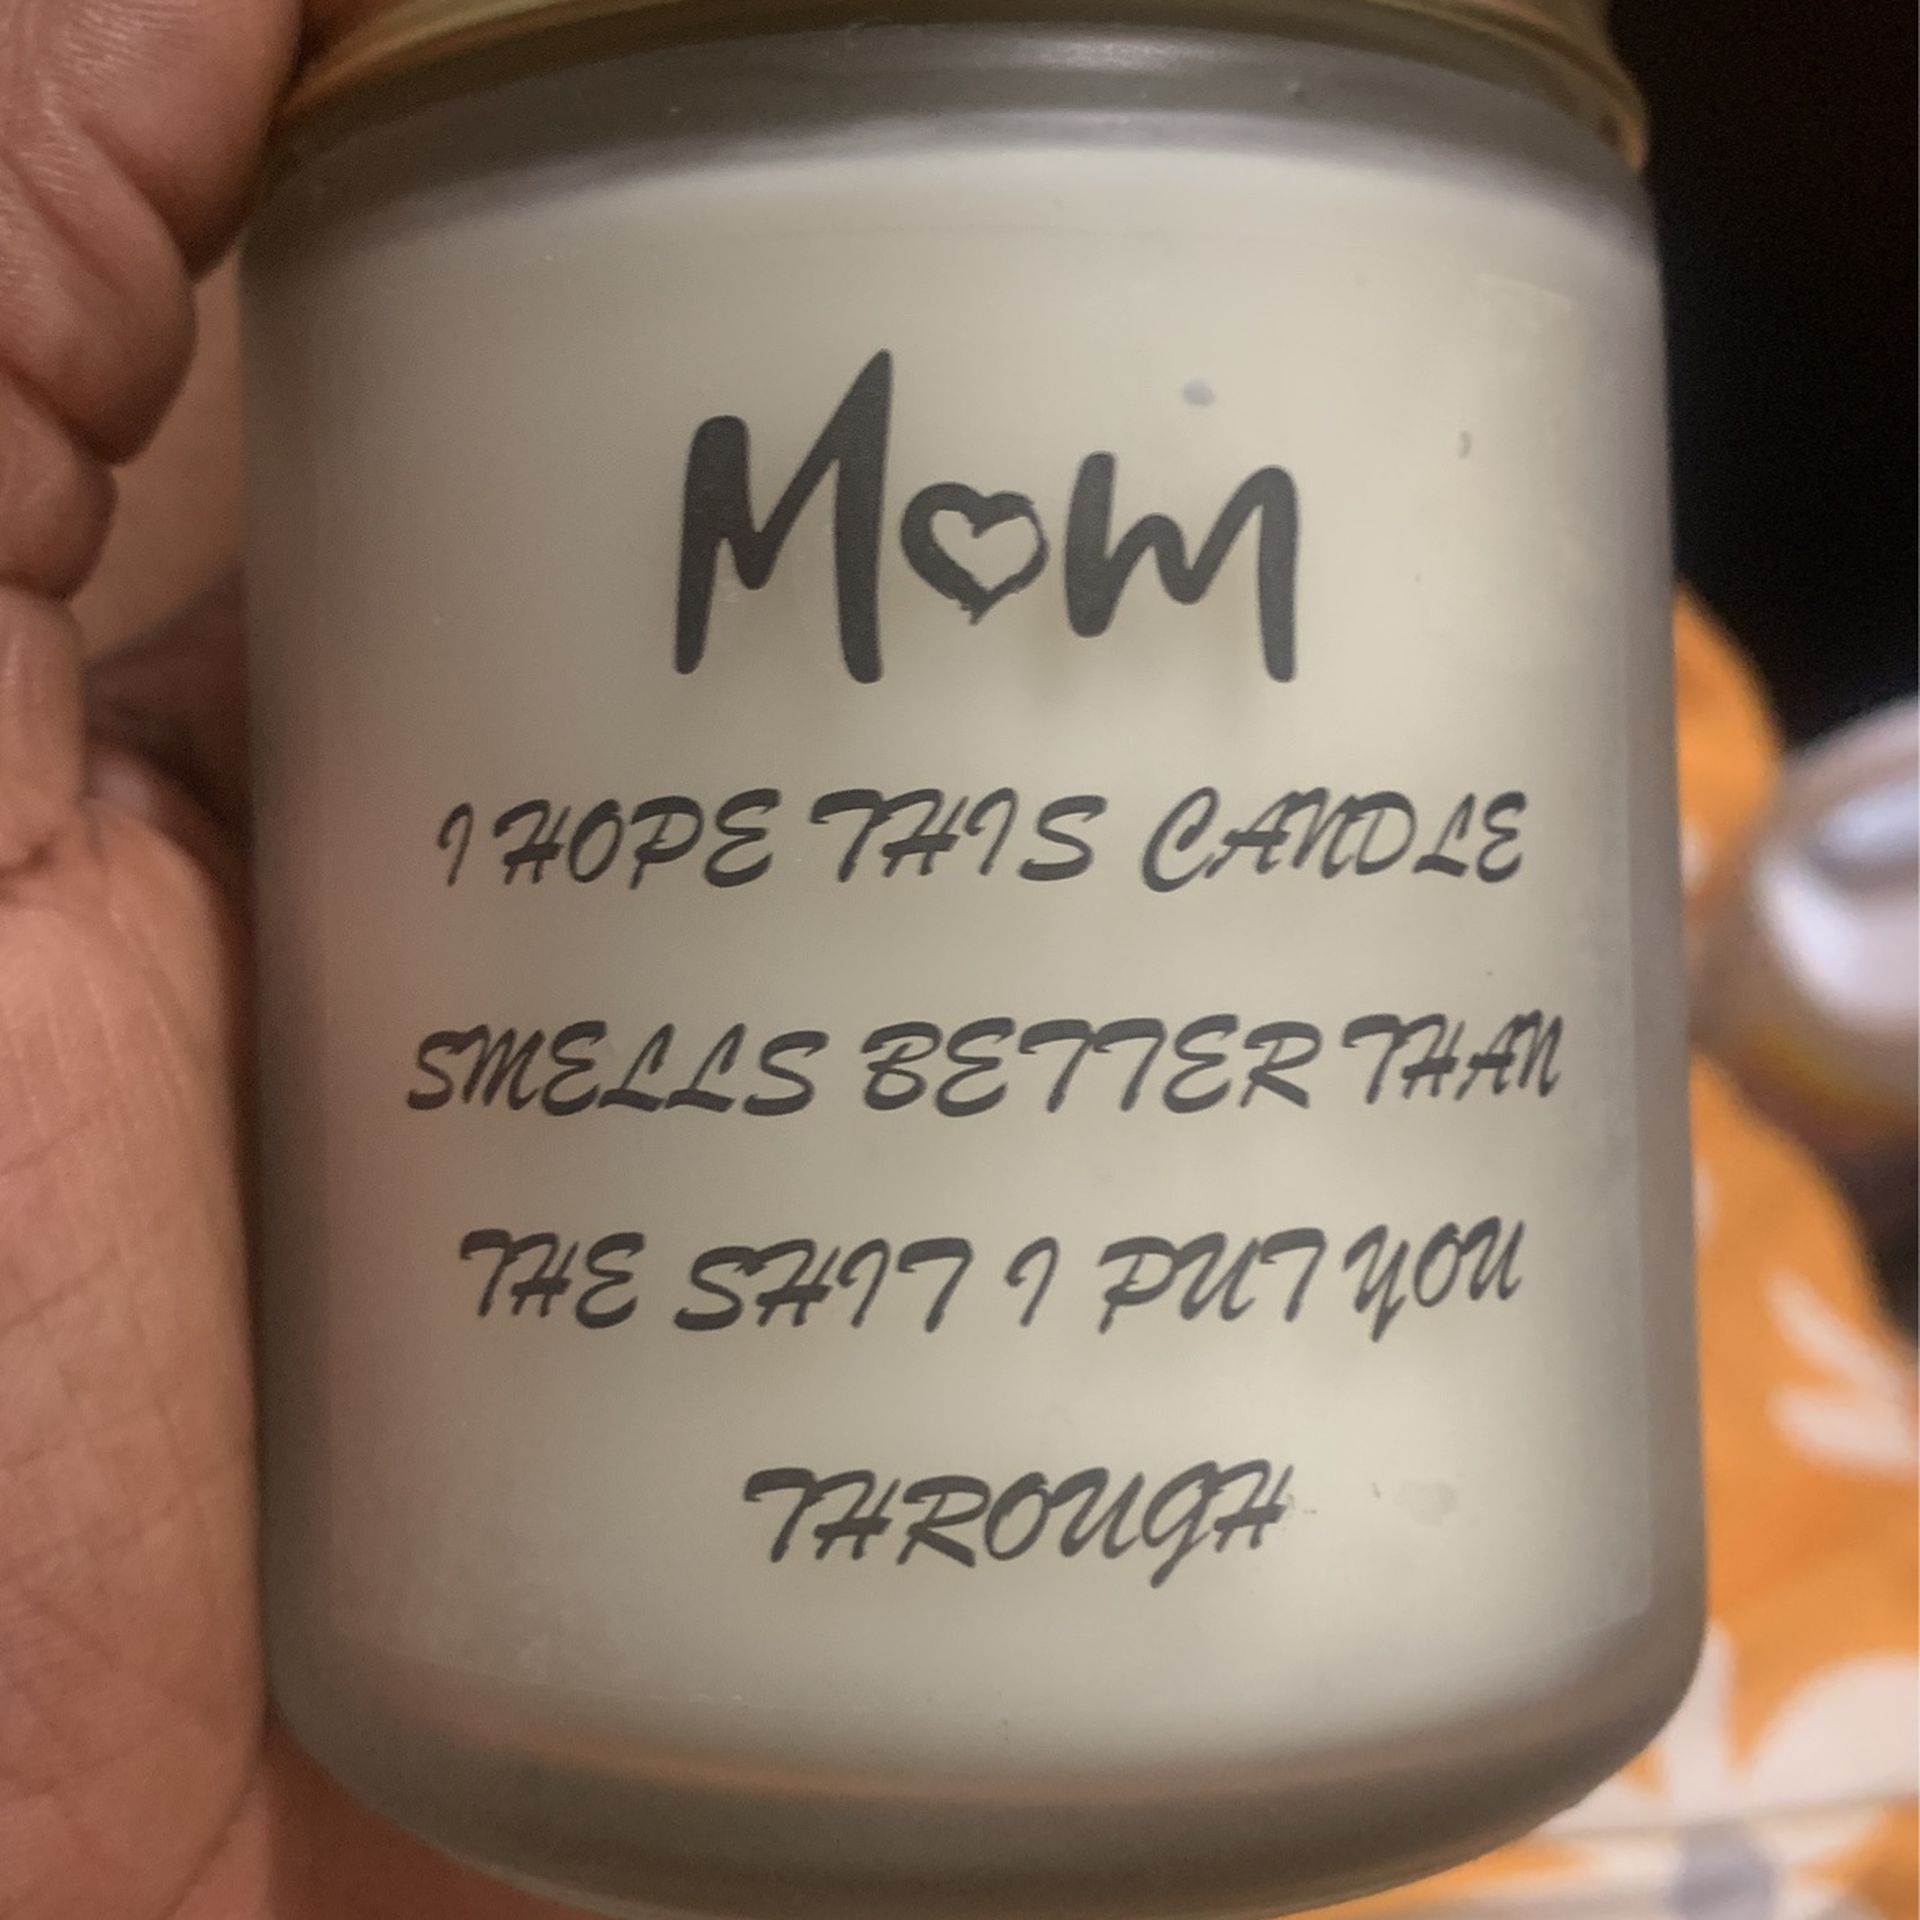 Mom
I HOPE THIS CANDLE
SMELLS BETTER THAN
THE SHIT I PUT YOU
THROUGH